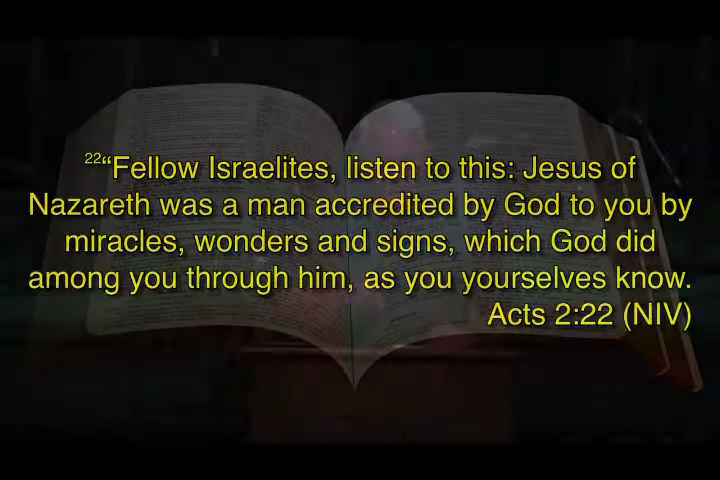 22“Fellow Israelites, listen to this: Jesus of
Nazareth was a man accredited by God to you by
miracles, wonders and signs, which God did
among you through him, as you yourselves know.
Acts 2:22 (NIV)